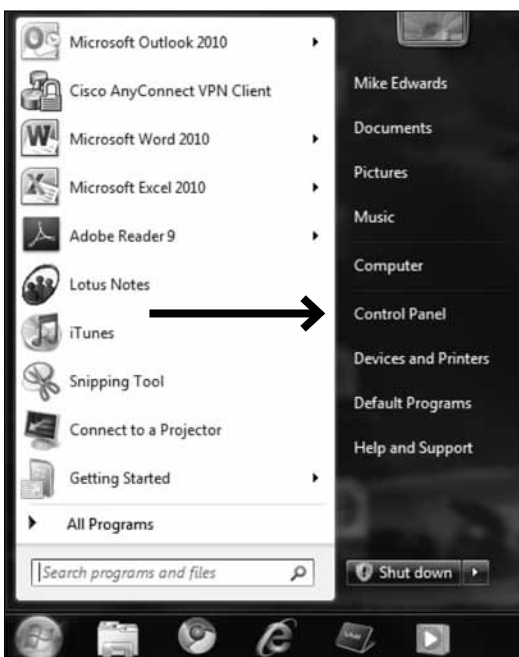 Microsoft Outlook 2010
Cisco AnyConnect VPN Client
Microsoft Word 2010
Microsoft Excel 2010
Adobe Reader 9
Lotus Notes
iTunes
Snipping Tool
Connect to a Projector
Getting Started
All Programs
Search programs and files
Mike Edwards
Documents
Pictures
Music
Computer
Control Panel
Devices and Printers
Default Programs
Help and Support
Shut down